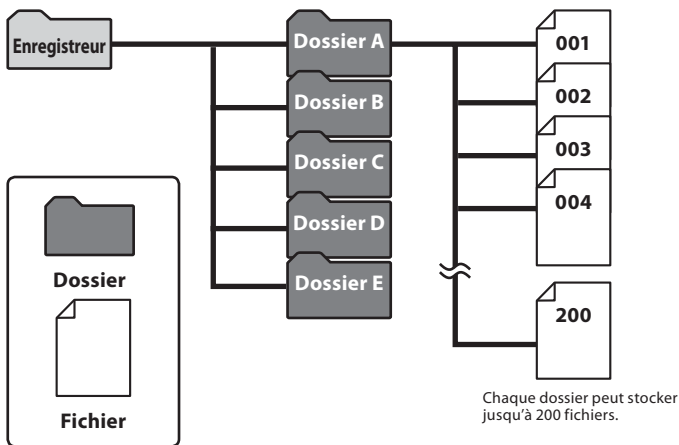 Enregistreur
Dossier A
Dossier B
Dossier C
Dossier D
Dossier E
001
002
003
004
200
Dossier
Fichier
Chaque dossier peut stocker
jusqu'à 200 fichiers.